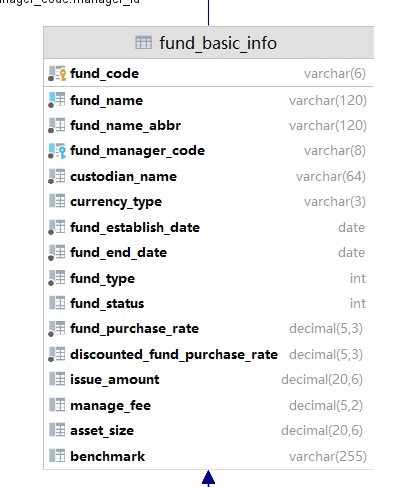 nager_code:manager_id
fund_basic_info
fund_code varchar(6)
fund_name varchar(120)
fund_name_abbr varchar(120)
fund_manager_code varchar(8)
custodian_name varchar(64)
currency_type varchar(3)
fund_establish_date date
fund_end_date date
fund_type int
fund_status int
fund_purchase_rate decimal(5,3)
discounted_fund_purchase_rate decimal(5,3)
issue_amount decimal(20,6)
manage_fee decimal(5,2)
asset_size decimal(20,6)
benchmark varchar(255)